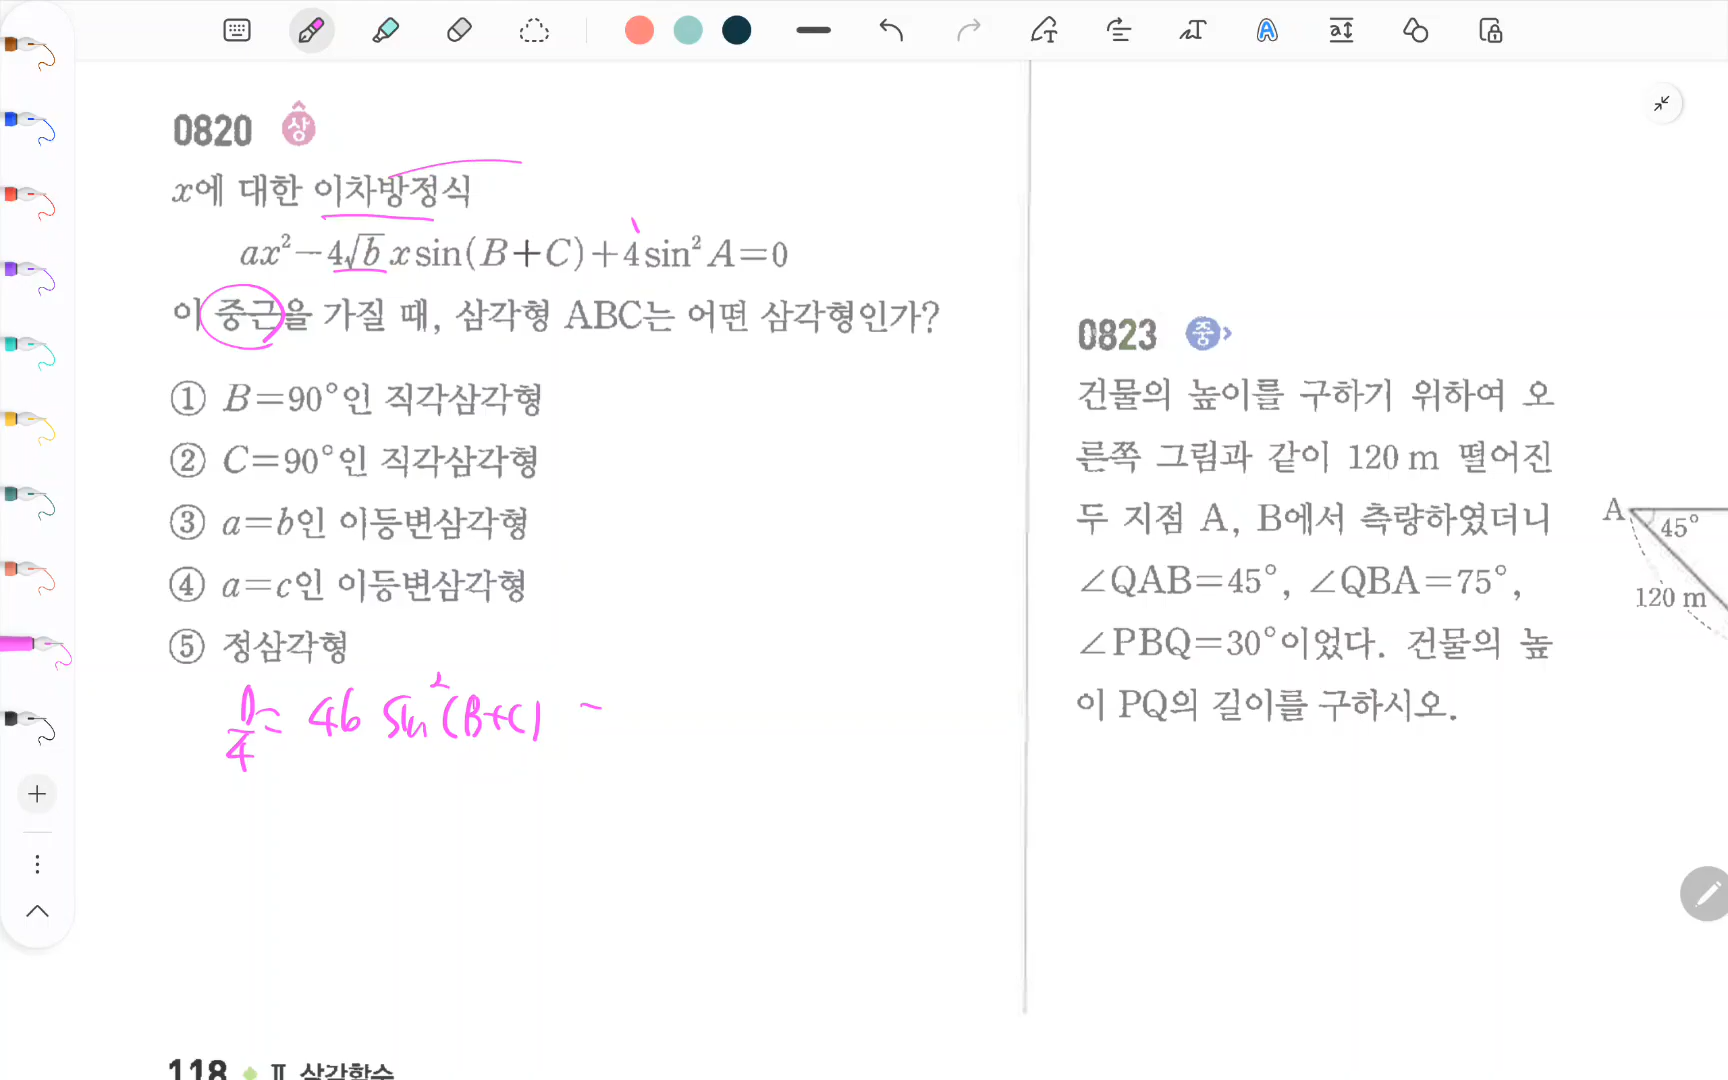 0820 상
x에 대한 이차방정식
ax²-4√b x sin(B+C)+4sin²A=0
이 중근을 가질 때, 삼각형 ABC는 어떤 삼각형인가?
① B=90°인 직각삼각형
② C=90°인 직각삼각형
③ a=b인 이등변삼각형
④ a=c인 이등변삼각형
⑤ 정삼각형
D/4 = 4b sin²(B+C) -
118 Ⅱ 삼각함수
0823 중
건물의 높이를 구하기 위하여 오
른쪽 그림과 같이 120 m 떨어진
두 지점 A, B에서 측량하였더니
∠QAB=45°, ∠QBA=75°,
∠PBQ=30°이었다. 건물의 높
이 PQ의 길이를 구하시오.
A
45°
120 m